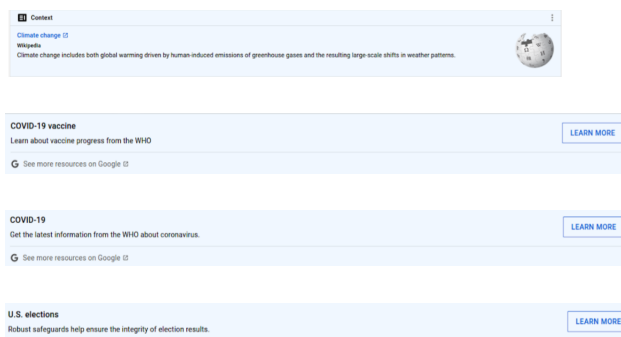 Context
Climate change
Wikipedia
Climate change includes both global warming driven by human-induced emissions of greenhouse gases and the resulting large-scale shifts in weather patterns.
COVID-19 vaccine
LEARN MORE
Learn about vaccine progress from the WHO
G See more resources on Google
COVID-19
LEARN MORE
Get the latest information from the WHO about coronavirus.
G See more resources on Google
U.S. elections
LEARN MORE
Robust safeguards help ensure the integrity of election results.